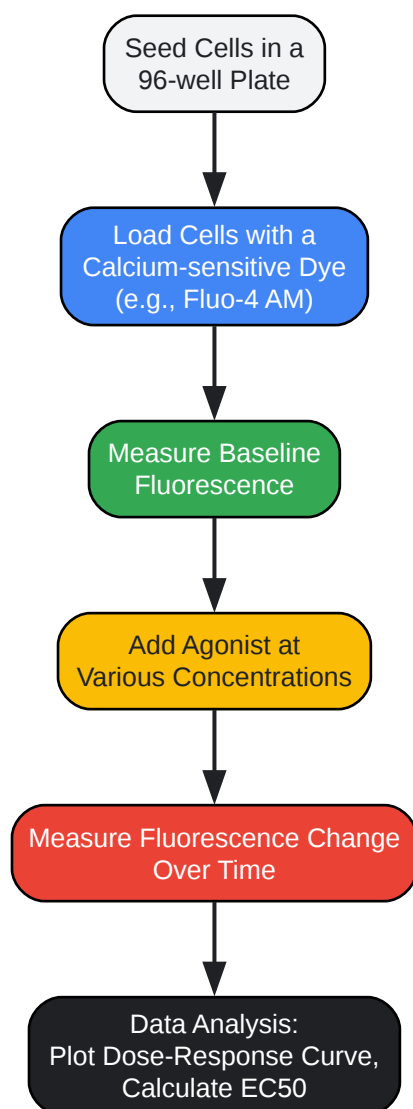 Seed Cells in a
96-well Plate
Load Cells with a
Calcium-sensitive Dye
(e.g., Fluo-4 AM)
Measure Baseline
Fluorescence
Add Agonist at
Various Concentrations
Measure Fluorescence Change
Over Time
Data Analysis:
Plot Dose-Response Curve,
Calculate EC50